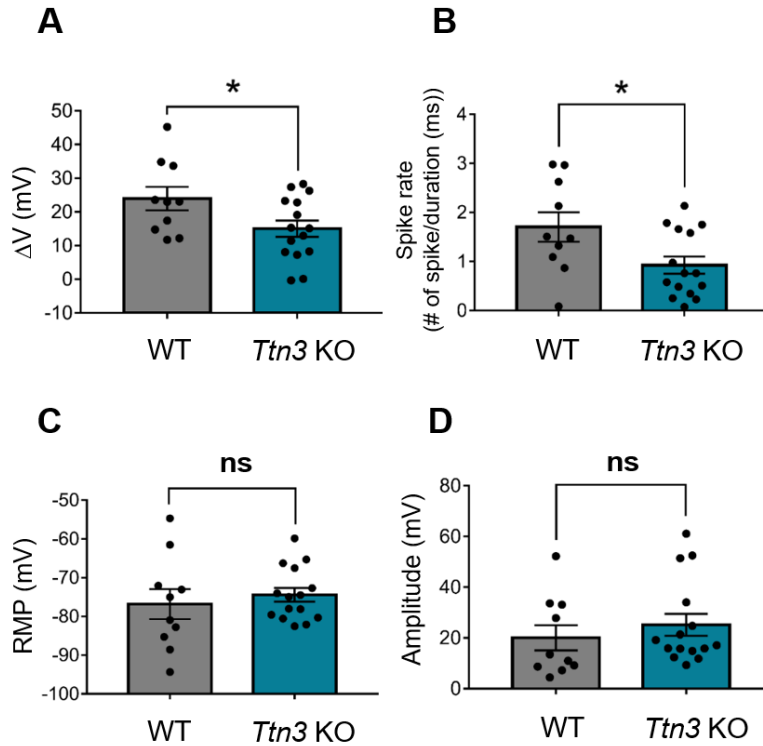 A
ΔV (mV)
50
40
30
20
10
0
-10
*
WT
Ttn3 KO
B
Spike rate
(# of spike/duration (ms))
4
3
2
1
0
*
WT
Ttn3 KO
C
RMP (mV)
-50
-60
-70
-80
-90
-100
ns
WT
Ttn3 KO
D
Amplitude (mV)
80
60
40
20
0
ns
WT
Ttn3 KO